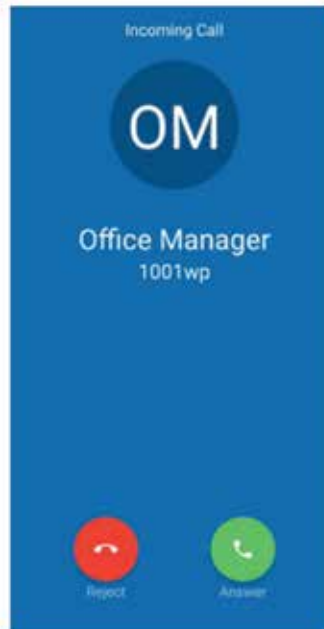 Incoming Call
OM
Office Manager
1001wp
Reject
Answer